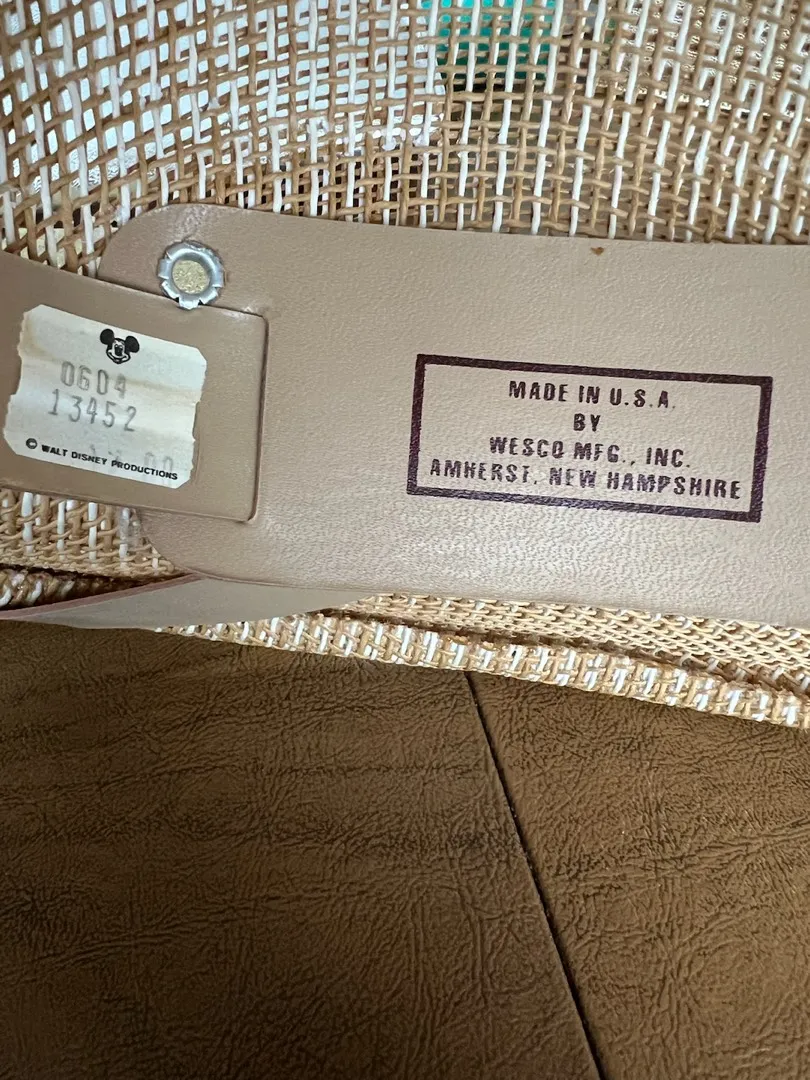 0604
13452
© WALT DISNEY PRODUCTIONS
MADE IN U.S.A.
BY
WESCO MFG., INC.
AMHERST, NEW HAMPSHIRE